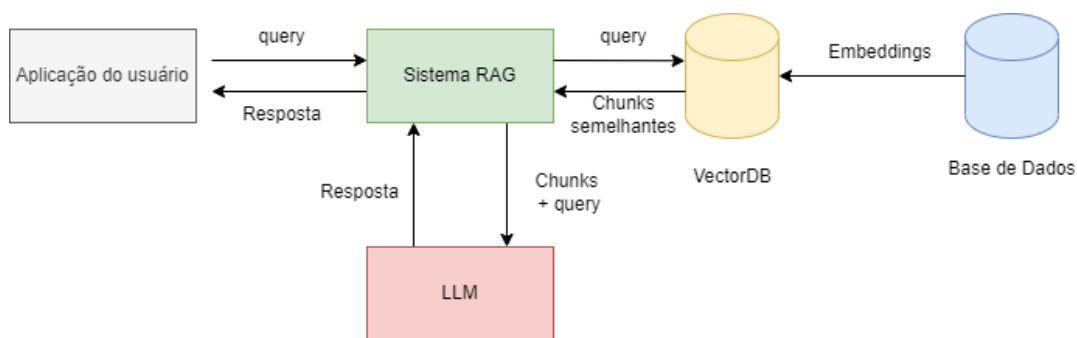 query
query
Embeddings
Aplicação do usuário
Sistema RAG
Resposta
Chunks
semelhantes
VectorDB
Base de Dados
Resposta
Chunks
+ query
LLM